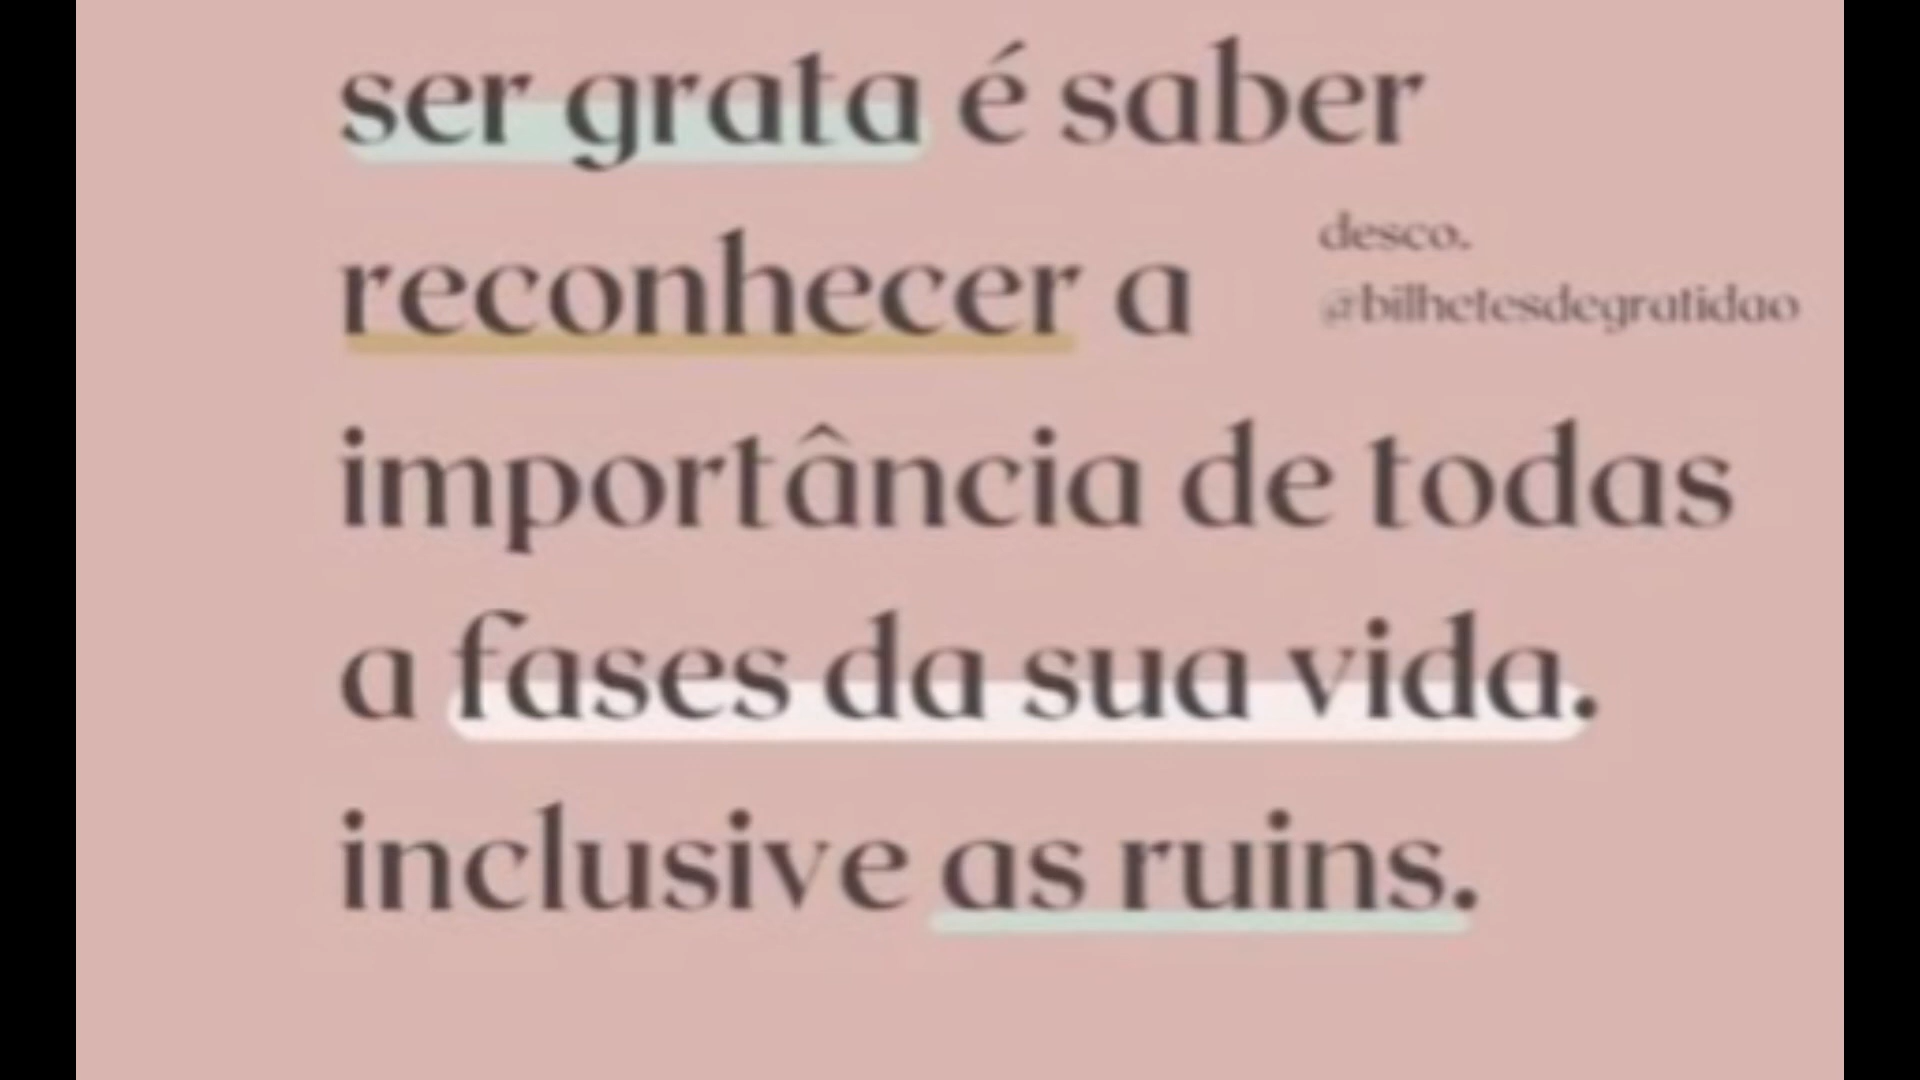 ser grata é saber
reconhecer a
desco.
@bilhetesdegratidao
importância de todas
a fases da sua vida.
inclusive as ruins.